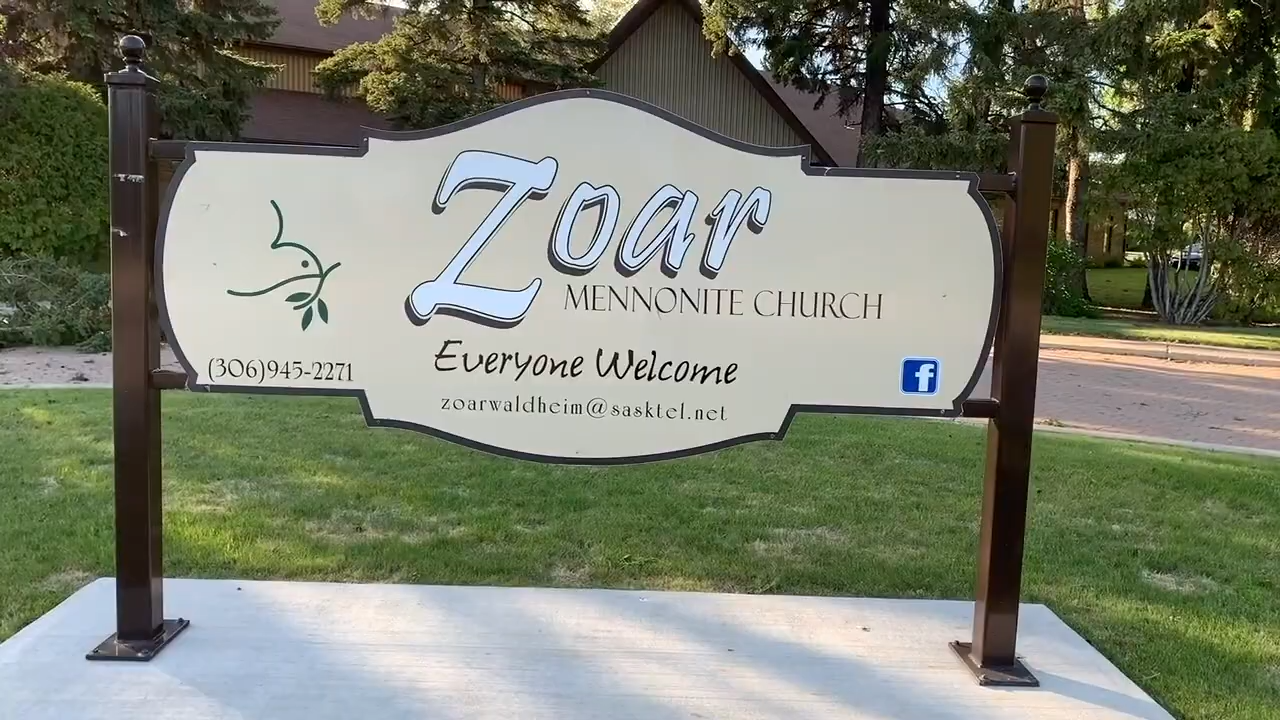 Zoar
MENNONITE CHURCH
Everyone Welcome
(306)945-2271
zoarwaldheim@sasktel.net
f